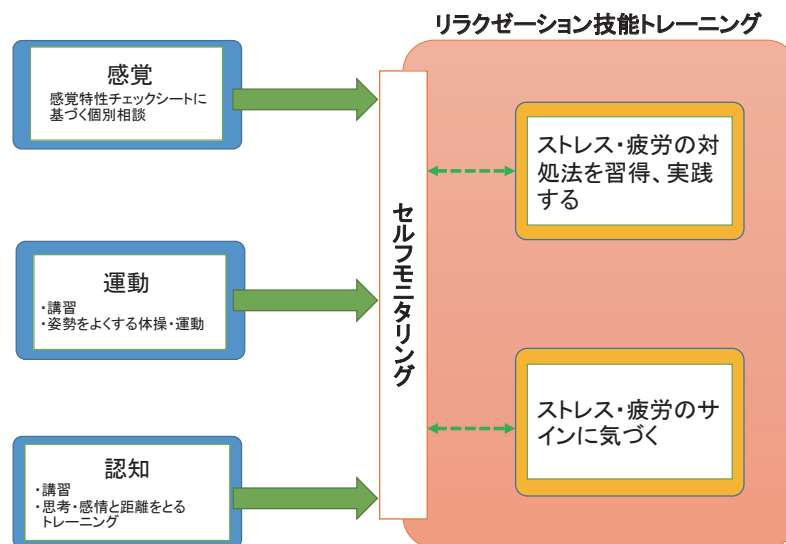 リラクゼーション技能トレーニング
感覚
感覚特性チェックシートに
基づく個別相談
運動
・講習
・姿勢をよくする体操・運動
認知
・講習
・思考・感情と距離をとる
トレーニング
セルフモニタリング
ストレス・疲労の対
処法を習得、実践
する
ストレス・疲労のサ
インに気づく